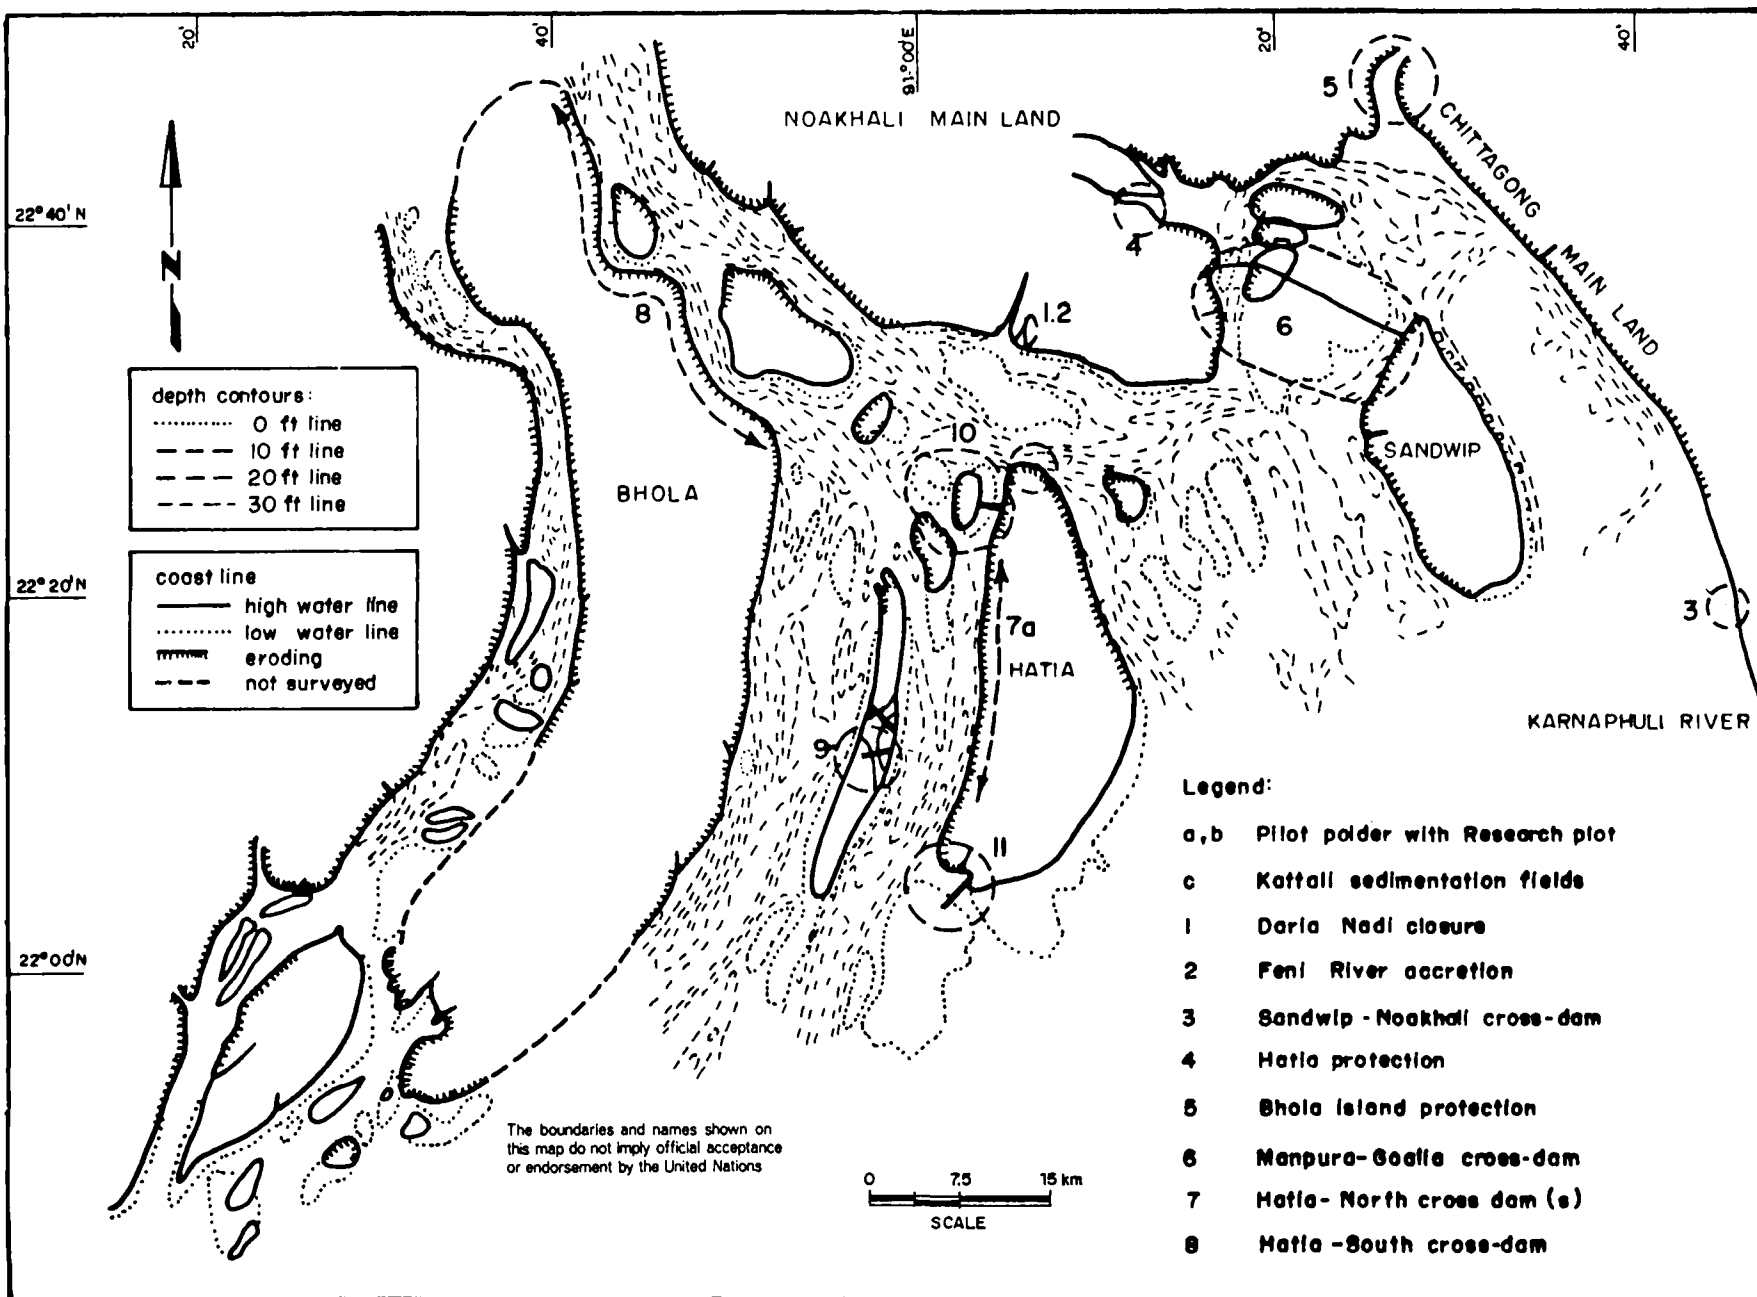 20'
40'
91°00'E
20'
40'
NOAKHALI MAIN LAND
5
CHITTAGONG MAIN LAND
22°40'N
4
N
8
1.2
6
depth contours:
0 ft line
10 ft line
20 ft line
30 ft line
10
SANDWIP
BHOLA
coast line
high water line
low water line
eroding
not surveyed
22°20'N
3
7a
HATIA
KARNAPHULI RIVER
9
11
22°00'N
Legend:
a,b Pilot polder with Research plot
c Kattali sedimentation fields
1 Daria Nadi closure
2 Feni River accretion
3 Sandwip - Noakhali cross-dam
4 Hatia protection
5 Bhola island protection
6 Manpura- cross-dam
7 Hatia- North cross dam (s)
8 Hatia - South cross-dam
The boundaries and names shown on
this map do not imply official acceptance
or endorsement by the United Nations
0 7.5 15 km
SCALE